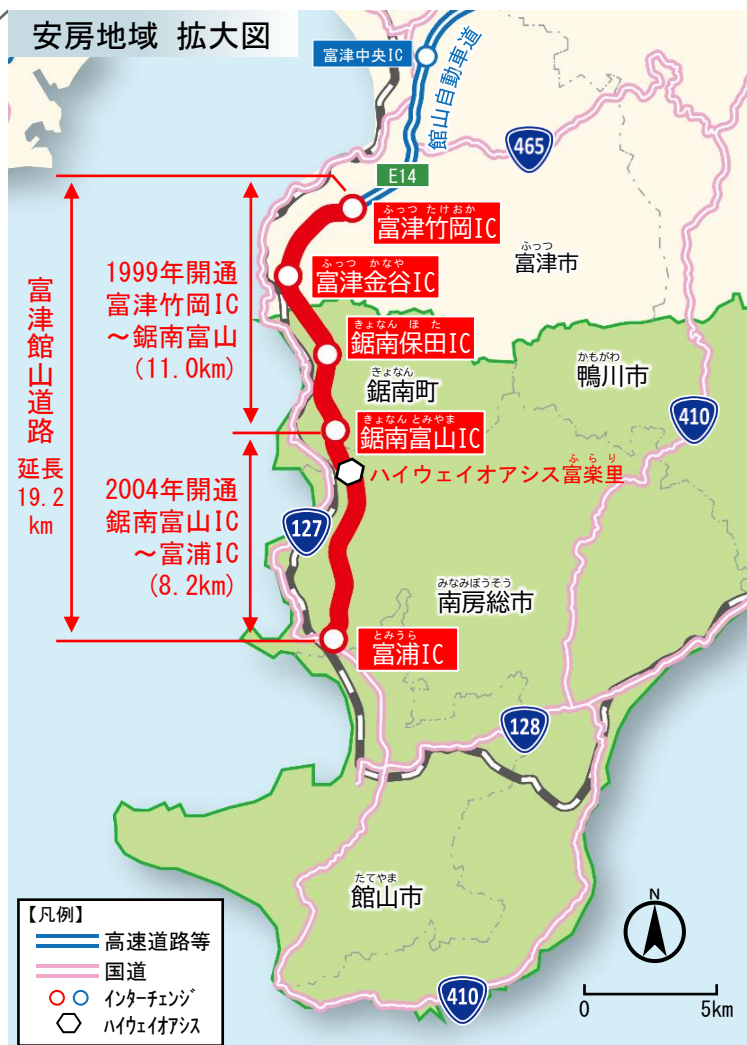 安房地域 拡大図
富津中央IC
館山自動車道
465
E14
ふっつ たけおか
富津竹岡IC
ふっつ
富津市
ふっつ かなや
富津金谷IC
1999年開通
富津竹岡IC
～鋸南富山
(11.0km)
きょなん ほた
鋸南保田IC
きょなん
鋸南町
かもがわ
鴨川市
410
きょなん とみやま
鋸南富山IC
ふらり
ハイウェイオアシス富楽里
富津館山道路
延長
19.2
km
2004年開通
鋸南富山IC
～富浦IC
(8.2km)
127
みなみぼうそう
南房総市
とみうら
富浦IC
128
たてやま
館山市
【凡例】
高速道路等
国道
インターチェンジ
ハイウェイオアシス
N
410
0 5km